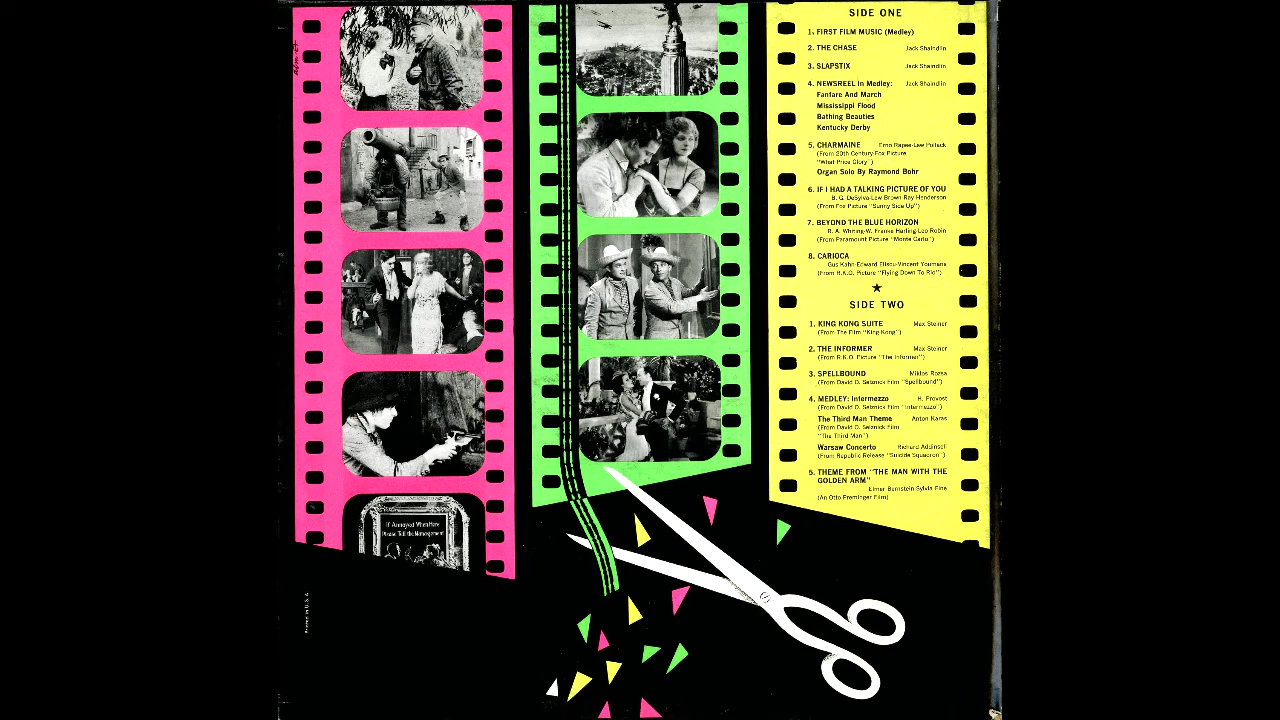 If Annoyed When Here
Please Tell the Management
Printed in U.S.A.
SIDE ONE
1. FIRST FILM MUSIC (Medley)
2. THE CHASE Jack Shaindlin
3. SLAPSTIX Jack Shaindlin
4. NEWSREEL in Medley: Jack Shaindlin
Fanfare And March
Mississippi Flood
Bathing Beauties
Kentucky Derby
5. CHARMAINE Erno Rapee-Lew Pollack
(From 20th Century-Fox Picture
"What Price Glory")
Organ Solo By Raymond Bohr
6. IF I HAD A TALKING PICTURE OF YOU
B. G. DeSylva-Lew Brown-Ray Henderson
(From Fox Picture "Sunny Side Up")
7. BEYOND THE BLUE HORIZON
R. A. Whiting-W. Franke Harling-Leo Robin
(From Paramount Picture "Monte Carlo")
8. CARIOCA
Gus Kahn-Edward Eliscu-Vincent Youmans
(From R.K.O. Picture "Flying Down To Rio")
★
SIDE TWO
1. KING KONG SUITE Max Steiner
(From The Film "King Kong")
2. THE INFORMER Max Steiner
(From R.K.O. Picture "The Informer")
3. SPELLBOUND Miklos Rozsa
(From David O. Selznick Film "Spellbound")
4. MEDLEY: Intermezzo H. Provost
(From David O. Selznick Film "Intermezzo")
The Third Man Theme Anton Karas
(From David O. Selznick Film
"The Third Man")
Warsaw Concerto Richard Addinsell
(From Republic Release "Suicide Squadron")
5. THEME FROM "THE MAN WITH THE
GOLDEN ARM"
Elmer Bernstein-Sylvia Fine
(An Otto Preminger Film)